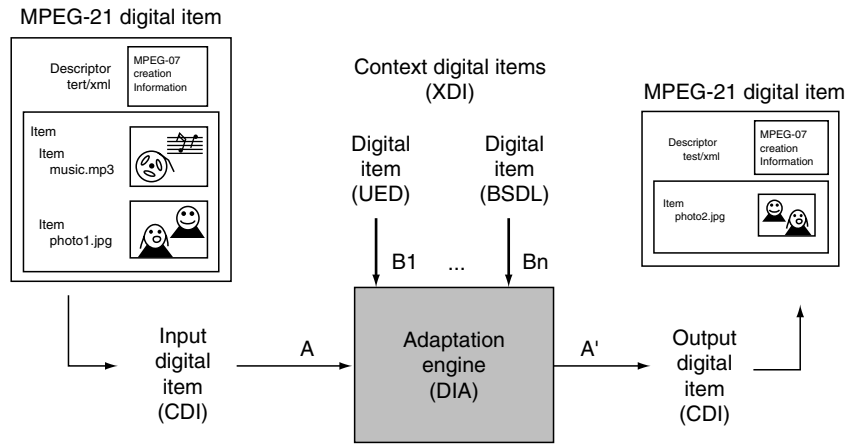 MPEG-21 digital item
Descriptor
tert/xml
MPEG-07
creation
Information
Item
Item
music.mp3
Item
photo1.jpg
Context digital items
(XDI)
Digital
item
(UED)
Digital
item
(BSDL)
B1
...
Bn
MPEG-21 digital item
Descriptor
test/xml
MPEG-07
creation
Information
Item
photo2.jpg
Input
digital
item
(CDI)
A
Adaptation
engine
(DIA)
A'
Output
digital
item
(CDI)